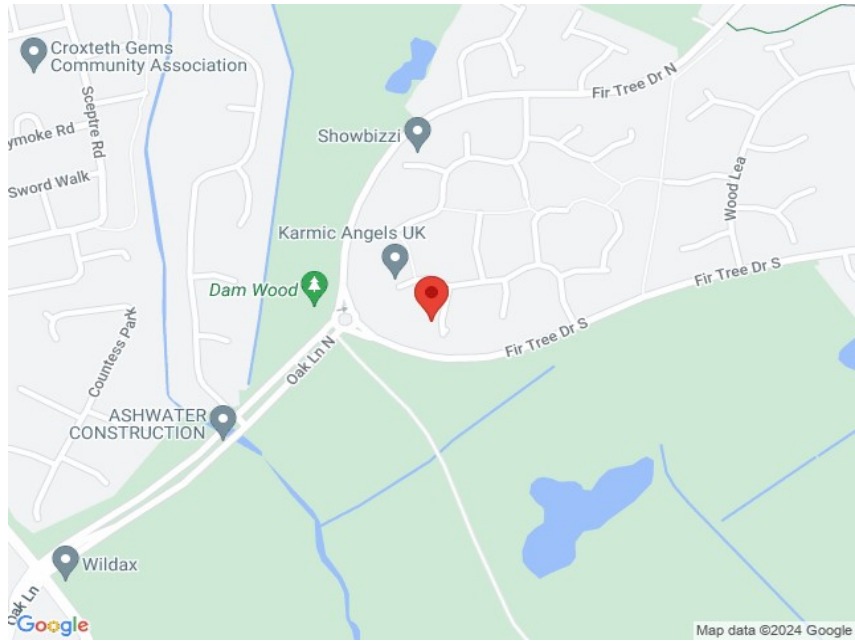 Croxteth Gems
Community Association
Sceptre Rd
ymoke Rd
Sword Walk
Fir Tree Dr N
Showbizzi
Wood Lea
Karmic Angels UK
Dam Wood
Fir Tree Dr S
Fir Tree Dr S
Oak Ln N
Countess Park
ASHWATER
CONSTRUCTION
Wildax
Oak Ln
Google
Map data ©2024 Google